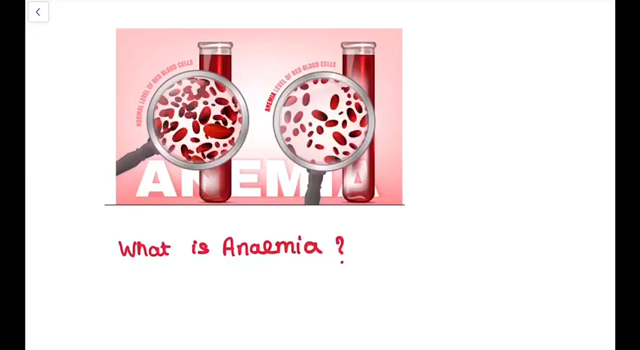 NORMAL LEVEL OF RED BLOOD CELLS
ANEMIA LEVEL OF RED BLOOD CELLS
ANEMIA
What is Anaemia?